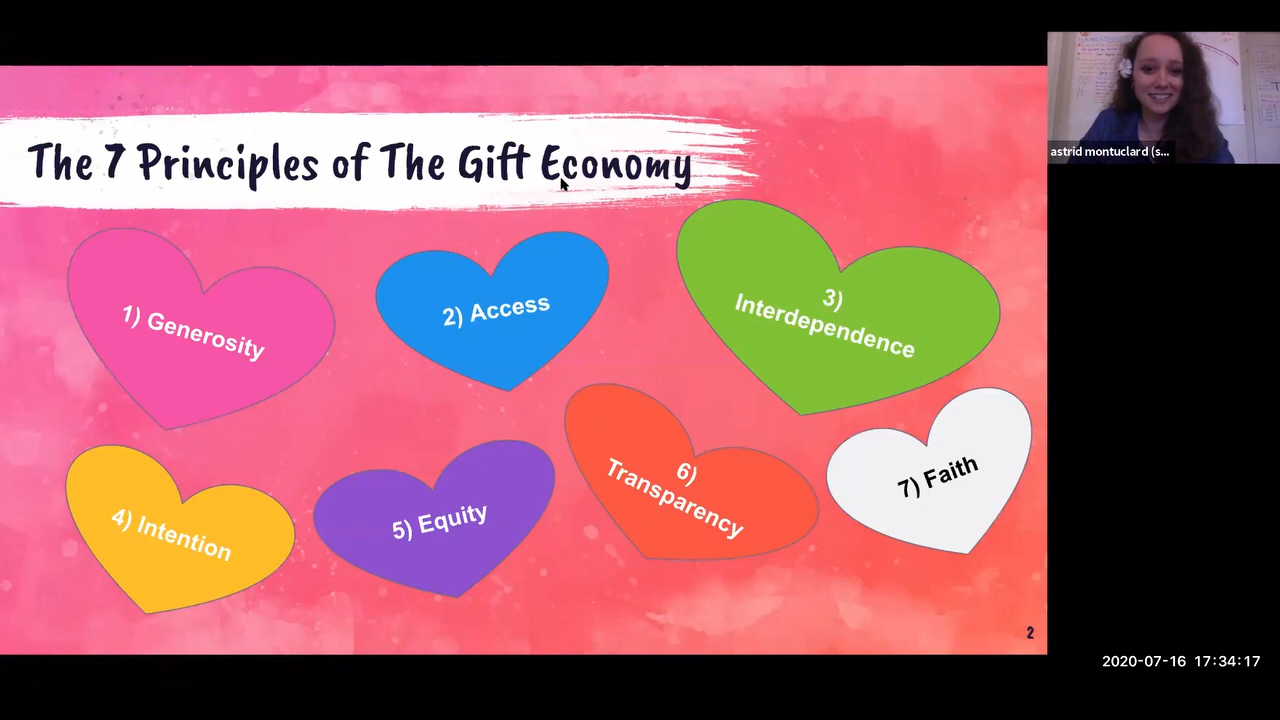 The 7 Principles of The Gift Economy
astrid montuclard (s...
1) Generosity
2) Access
3)
Interdependence
4) Intention
5) Equity
6)
Transparency
7) Faith
2
2020-07-16 17:34:17